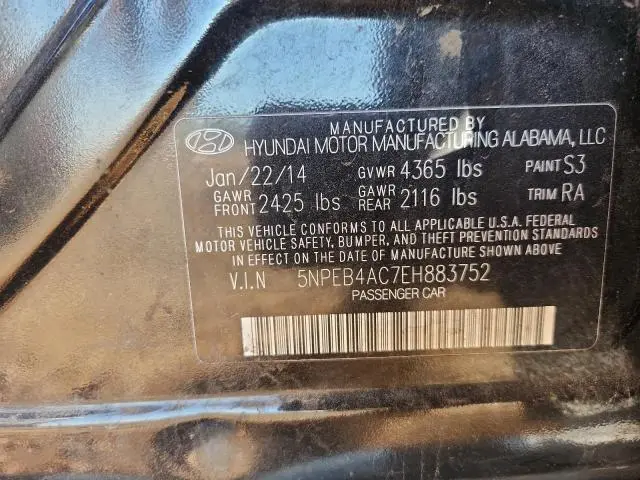 MANUFACTURED BY
HYUNDAI MOTOR MANUFACTURING ALABAMA, LLC
Jan/22/14 GVWR 4365 lbs PAINT S3
GAWR FRONT 2425 lbs GAWR REAR 2116 lbs TRIM RA
THIS VEHICLE CONFORMS TO ALL APPLICABLE U.S.A. FEDERAL
MOTOR VEHICLE SAFETY, BUMPER, AND THEFT PREVENTION STANDARDS
IN EFFECT ON THE DATE OF MANUFACTURE SHOWN ABOVE
V.I.N 5NPEB4AC7EH883752
PASSENGER CAR